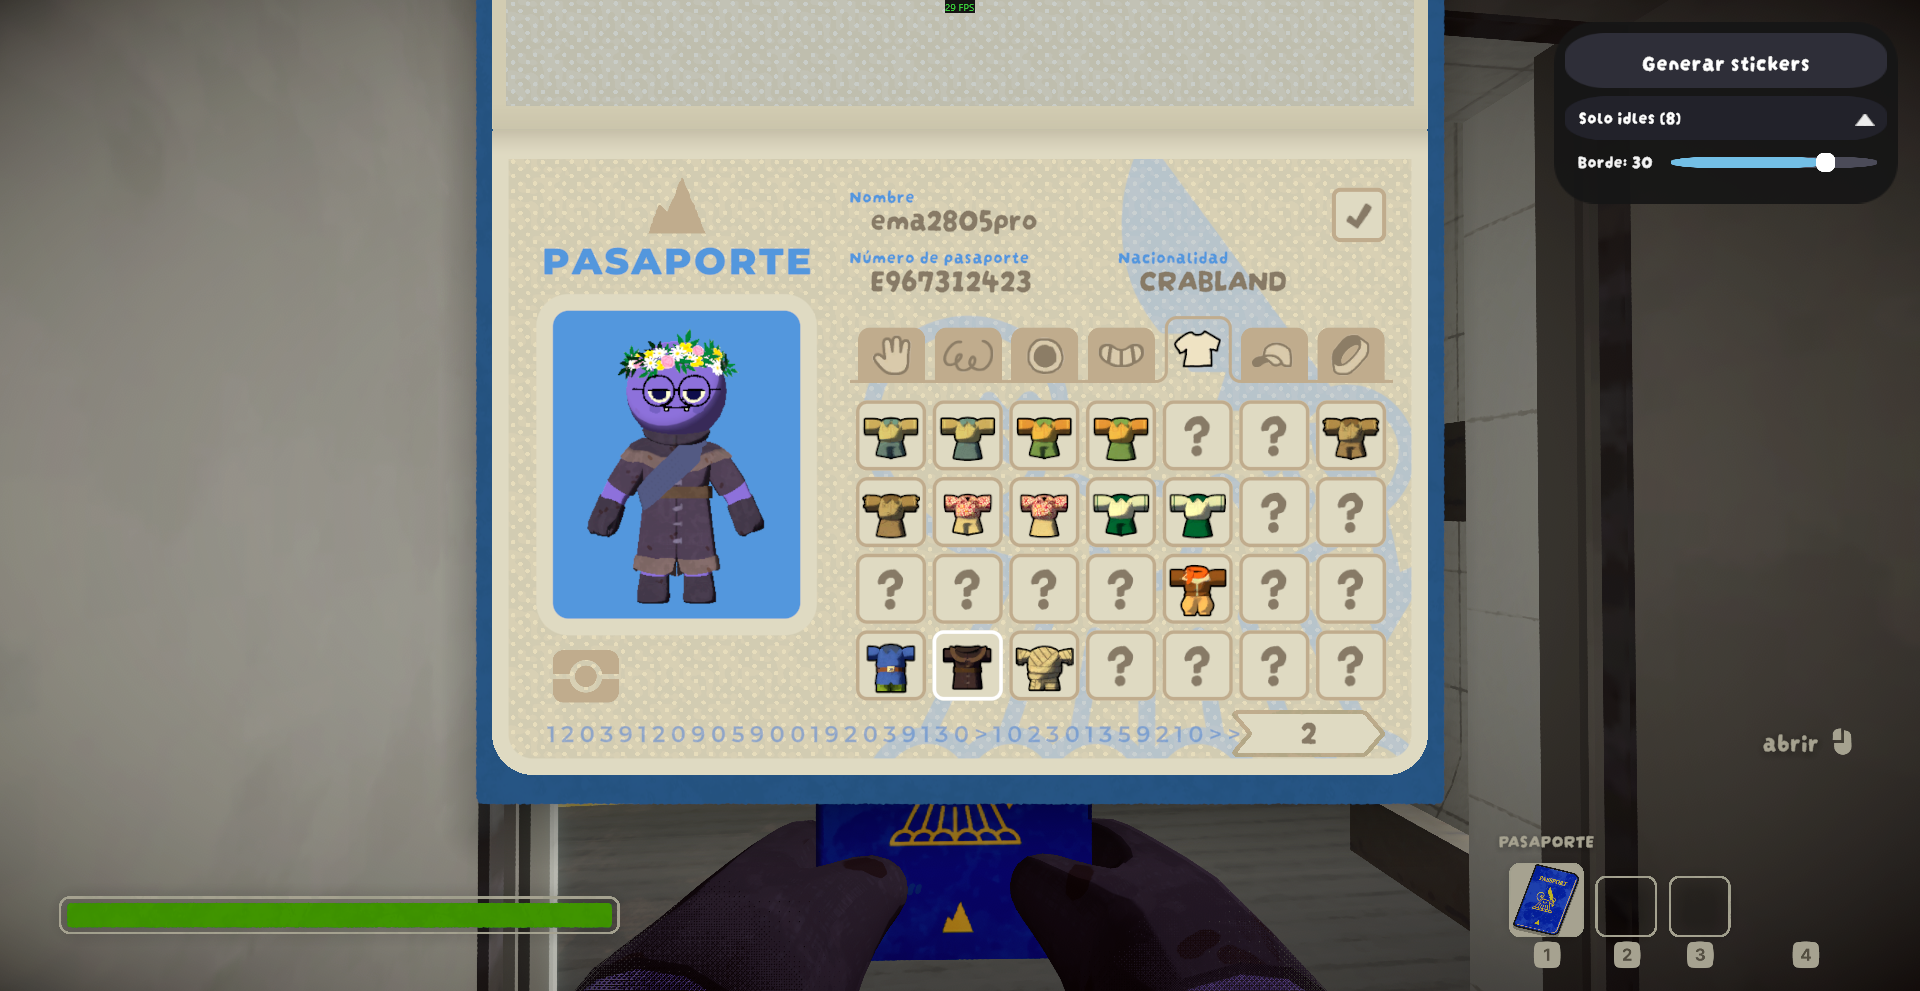 29 FPS
Generar stickers
Solo idles (8)
Borde: 30
PASAPORTE
Nombre
ema2805pro
Número de pasaporte
E967312423
Nacionalidad
CRABLAND
?
?
?
?
?
?
?
?
?
?
?
?
?
?
12039120905900192039130>102301359210>>
2
abrir
PASAPORTE
PASSPORT
1
2
3
4